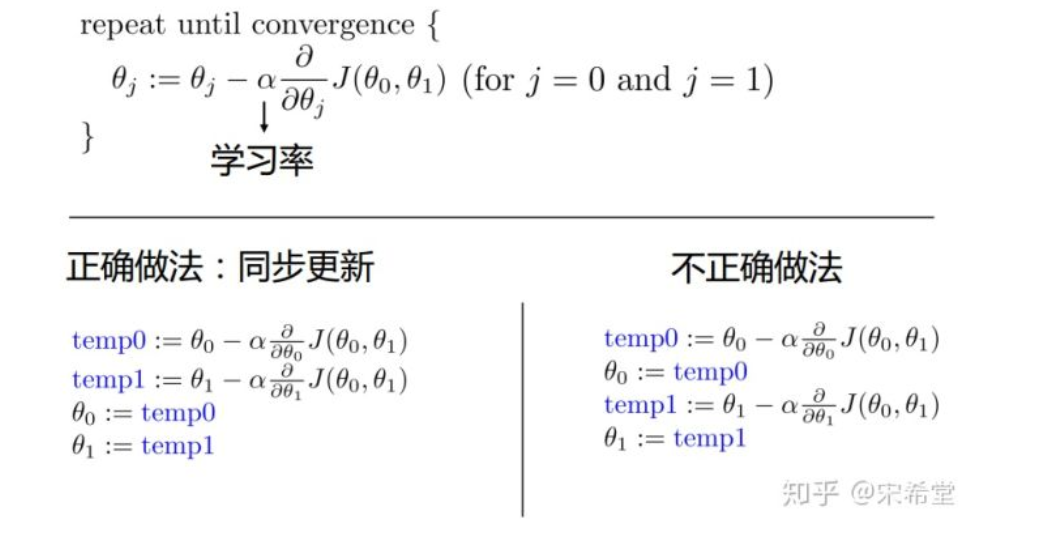 repeat until convergence {
θ_j := θ_j − α ∂/∂θ_j J(θ_0, θ_1) (for j = 0 and j = 1)
}
学习率
正确做法：同步更新
temp0 := θ_0 − α ∂/∂θ_0 J(θ_0, θ_1)
temp1 := θ_1 − α ∂/∂θ_1 J(θ_0, θ_1)
θ_0 := temp0
θ_1 := temp1
不正确做法
temp0 := θ_0 − α ∂/∂θ_0 J(θ_0, θ_1)
θ_0 := temp0
temp1 := θ_1 − α ∂/∂θ_1 J(θ_0, θ_1)
θ_1 := temp1
知乎 @宋希堂